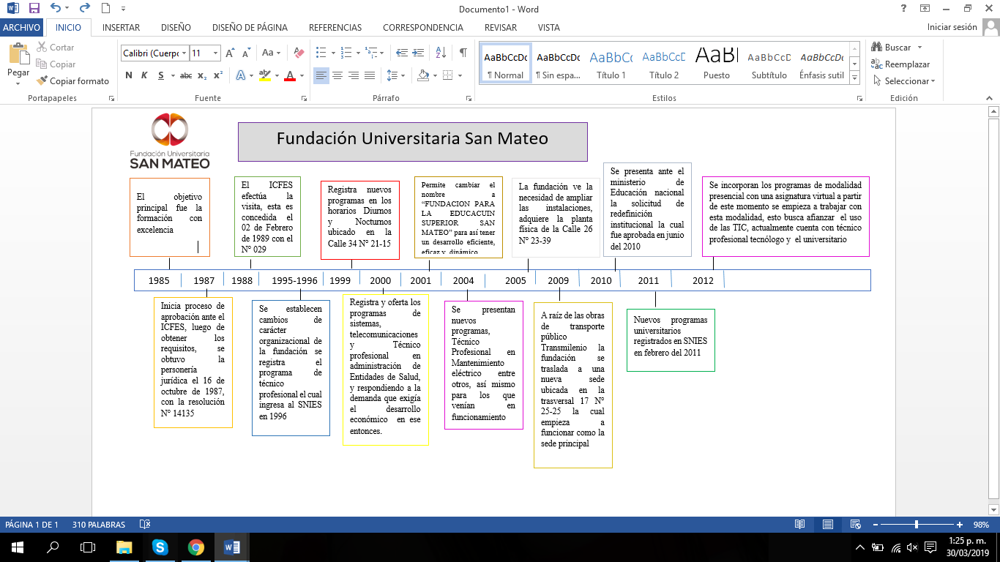 Documento1 - Word
ARCHIVO INICIO INSERTAR DISEÑO DISEÑO DE PÁGINA REFERENCIAS CORRESPONDENCIA REVISAR VISTA Iniciar sesión
Pegar
Cortar
Copiar
Copiar formato
Portapapeles
Calibri (Cuerpo 11
N K S abc x₂ x²
Fuente
Párrafo
AaBbCcDc AaBbCcDc AaBbCc AaBbCcD AaBl AaBbCcD AaBbCcDc
¶ Normal ¶ Sin espa... Título 1 Título 2 Puesto Subtítulo Énfasis sutil
Estilos
Buscar
Reemplazar
Seleccionar
Edición
Fundación Universitaria
SAN MATEO
Fundación Universitaria San Mateo
El objetivo
principal fue la
formación con
excelencia
El ICFES
efectúa la
visita, esta es
concedida el
02 de Febrero
de 1989 con el
N° 029
Registra nuevos
programas en los
horarios Diurnos
y Nocturnos
ubicado en la
Calle 34 N° 21-15
Permite cambiar el
nombre a
“FUNDACION PARA
LA EDUCACUIN
SUPERIOR SAN
MATEO” para así tener
un desarrollo eficiente,
eficaz y dinámico
La fundación ve la
necesidad de ampliar
las instalaciones,
adquiere la planta
física de la Calle 26
N° 23-39
Se presenta ante el
ministerio de
Educación nacional
la solicitud de
redefinición
institucional la cual
fue aprobada en junio
del 2010
Se incorporan los programas de modalidad
presencial con una asignatura virtual a partir
de este momento se empieza a trabajar con
esta modalidad, esto busca afianzar el uso
de las TIC, actualmente cuenta con técnico
profesional tecnólogo y el universitario
1985 1987 1988 1995-1996 1999 2000 2001 2004 2005 2009 2010 2011 2012
Inicia proceso de
aprobación ante el
ICFES, luego de
obtener los
requisitos, se
obtuvo la
personería
jurídica el 16 de
octubre de 1987,
con la resolución
N° 14135
Se establecen
cambios de
carácter
organizacional de
la fundación se
registra el
programa de
técnico
profesional el cual
ingresa al SNIES
en 1996
Registra y oferta los
programas de
sistemas,
telecomunicaciones
y Técnico
profesional en
administración de
Entidades de Salud,
y respondiendo a la
demanda que exigía
el desarrollo
económico en ese
entonces.
Se presentan
nuevos
programas,
Técnico
Profesional en
Mantenimiento
eléctrico entre
otros, así mismo
para los que
venían en
funcionamiento
A raíz de las obras
de transporte
público
Transmilenio la
fundación se
traslada a una
nueva sede
ubicada en la
trasversal 17 N°
25-25 la cual
empieza a
funcionar como la
sede principal
Nuevos programas
universitarios
registrados en SNIES
en febrero del 2011
PÁGINA 1 DE 1 310 PALABRAS 98%
1:25 p. m.
30/03/2019